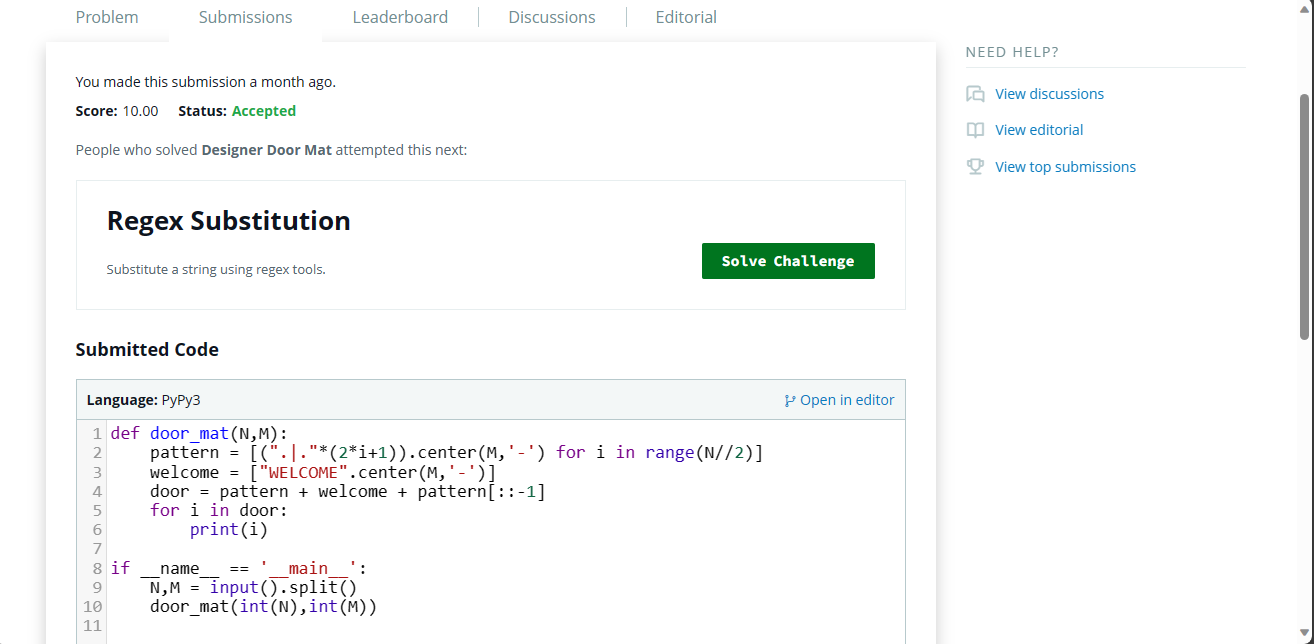 Problem Submissions Leaderboard Discussions Editorial
You made this submission a month ago.
Score: 10.00 Status: Accepted
People who solved Designer Door Mat attempted this next:
Regex Substitution
Substitute a string using regex tools.
Solve Challenge
Submitted Code
Language: PyPy3 Open in editor
1 def door_mat(N,M):
2     pattern = [(".|."*(2*i+1)).center(M,'-') for i in range(N//2)]
3     welcome = ["WELCOME".center(M,'-')]
4     door = pattern + welcome + pattern[::-1]
5     for i in door:
6         print(i)
7
8 if __name__ == '__main__':
9     N,M = input().split()
10     door_mat(int(N),int(M))
11
NEED HELP?
View discussions
View editorial
View top submissions